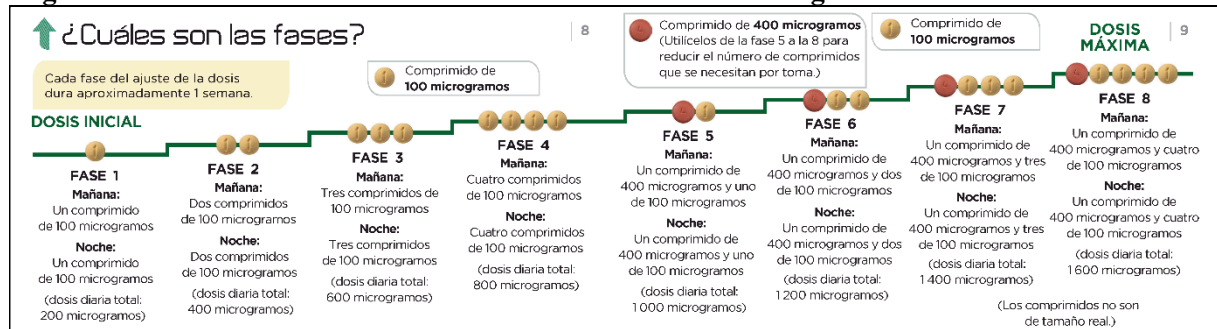 ¿Cuáles son las fases?
8
Cada fase del ajuste de la dosis
dura aproximadamente 1 semana.
Comprimido de
100 microgramos
Comprimido de 400 microgramos
(Utilícelos de la fase 5 a la 8 para
reducir el número de comprimidos
que se necesitan por toma.)
Comprimido de
100 microgramos
DOSIS
MÁXIMA
9
DOSIS INICIAL
FASE 1
Mañana:
Un comprimido
de 100 microgramos
Noche:
Un comprimido
de 100 microgramos
(dosis diaria total:
200 microgramos)
FASE 2
Mañana:
Dos comprimidos
de 100 microgramos
Noche:
Dos comprimidos
de 100 microgramos
(dosis diaria total:
400 microgramos)
FASE 3
Mañana:
Tres comprimidos de
100 microgramos
Noche:
Tres comprimidos
de 100 microgramos
(dosis diaria total:
600 microgramos)
FASE 4
Mañana:
Cuatro comprimidos
de 100 microgramos
Noche:
Cuatro comprimidos
de 100 microgramos
(dosis diaria total:
800 microgramos)
FASE 5
Mañana:
Un comprimido de
400 microgramos y uno
de 100 microgramos
Noche:
Un comprimido de
400 microgramos y uno
de 100 microgramos
(dosis diaria total:
1 000 microgramos)
FASE 6
Mañana:
Un comprimido de
400 microgramos y dos
de 100 microgramos
Noche:
Un comprimido de
400 microgramos y dos
de 100 microgramos
(dosis diaria total:
1 200 microgramos)
FASE 7
Mañana:
Un comprimido de
400 microgramos y tres
de 100 microgramos
Noche:
Un comprimido de
400 microgramos y tres
de 100 microgramos
(dosis diaria total:
1 400 microgramos)
FASE 8
Mañana:
Un comprimido de
400 microgramos y cuatro
de 100 microgramos
Noche:
Un comprimido de
400 microgramos y cuatro
de 100 microgramos
(dosis diaria total:
1 600 microgramos)
(Los comprimidos no son
de tamaño real.)